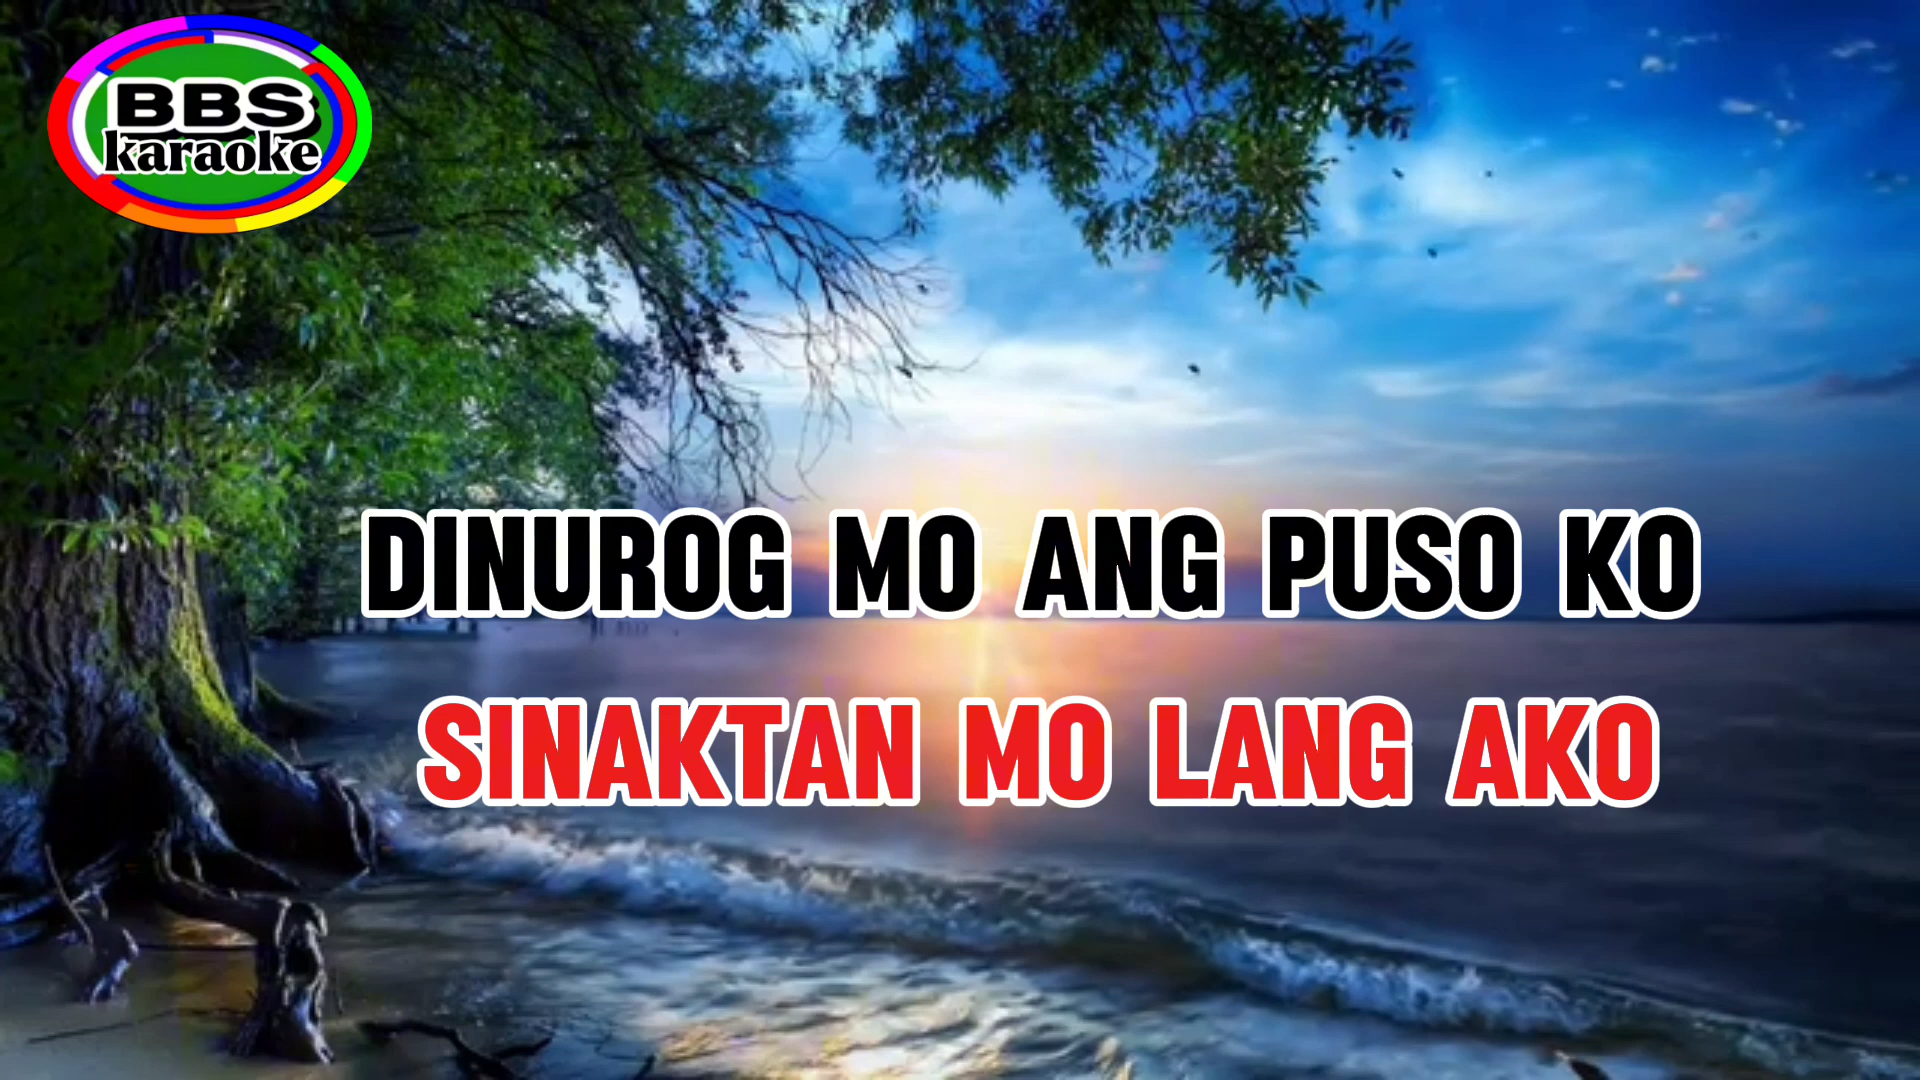 BBS
karaoke
DINUROG MO ANG PUSO KO
SINAKTAN MO LANG AKO